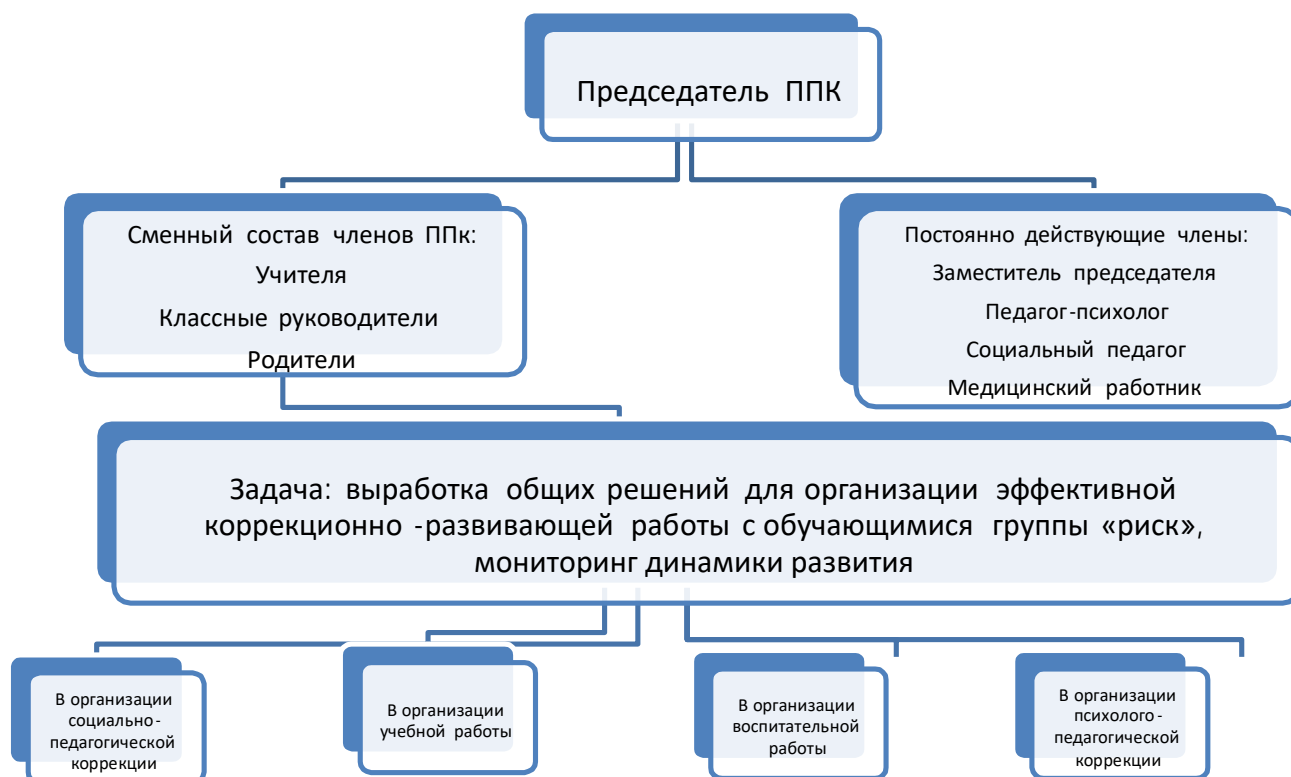 Председатель ППК
Сменный состав членов ППк:
Учителя
Классные руководители
Родители
Постоянно действующие члены:
Заместитель председателя
Педагог-психолог
Социальный педагог
Медицинский работник
Задача: выработка общих решений для организации эффективной
коррекционно -развивающей работы с обучающимися группы «риск»,
мониторинг динамики развития
В организации
социально-
педагогической
коррекции
В организации
учебной работы
В организации
воспитательной
работы
В организации
психолого-
педагогической
коррекции